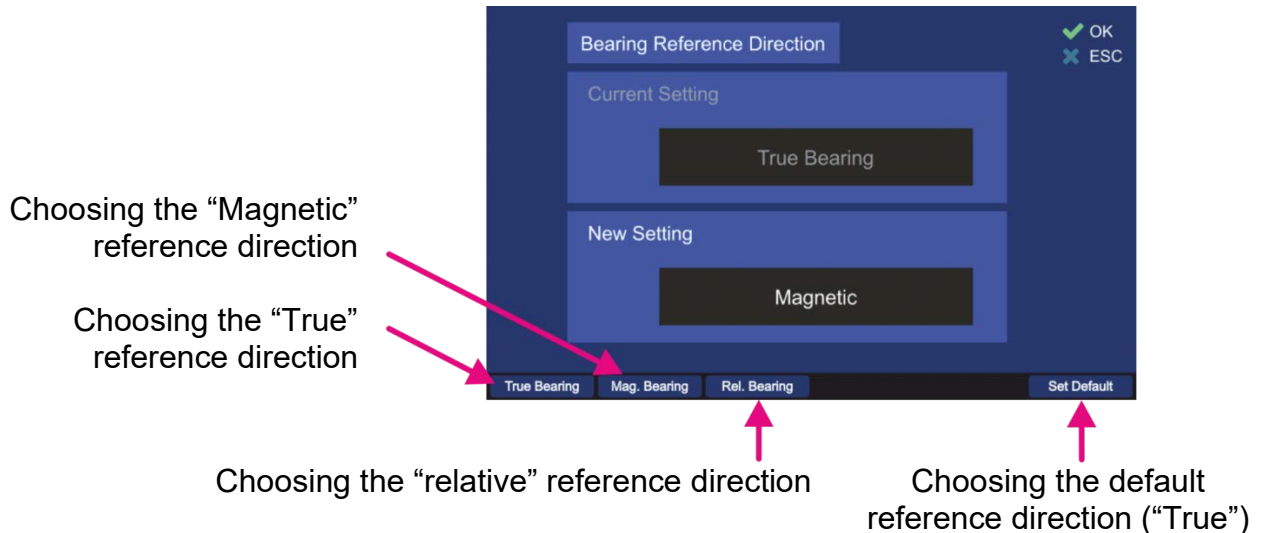 Bearing Reference Direction
OK
ESC
Current Setting
True Bearing
New Setting
Magnetic
Choosing the “Magnetic”
reference direction
Choosing the “True”
reference direction
True Bearing
Mag. Bearing
Rel. Bearing
Set Default
Choosing the “relative” reference direction
Choosing the default
reference direction (“True”)